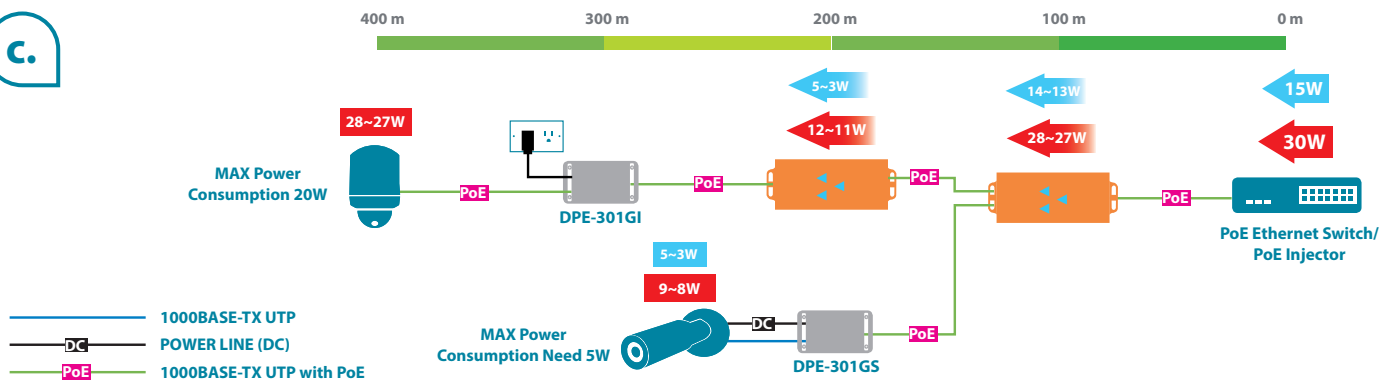 c.
400 m
300 m
200 m
100 m
0 m
5~3W
14~13W
15W
28~27W
12~11W
28~27W
30W
MAX Power
Consumption 20W
PoE
PoE
PoE
PoE
DPE-301GI
PoE Ethernet Switch/
PoE Injector
5~3W
9~8W
1000BASE-TX UTP
DC
POWER LINE (DC)
PoE
1000BASE-TX UTP with PoE
MAX Power
Consumption Need 5W
DC
PoE
DPE-301GS